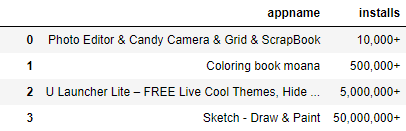 appname installs
0 Photo Editor & Candy Camera & Grid & ScrapBook 10,000+
1 Coloring book moana 500,000+
2 U Launcher Lite – FREE Live Cool Themes, Hide ... 5,000,000+
3 Sketch - Draw & Paint 50,000,000+